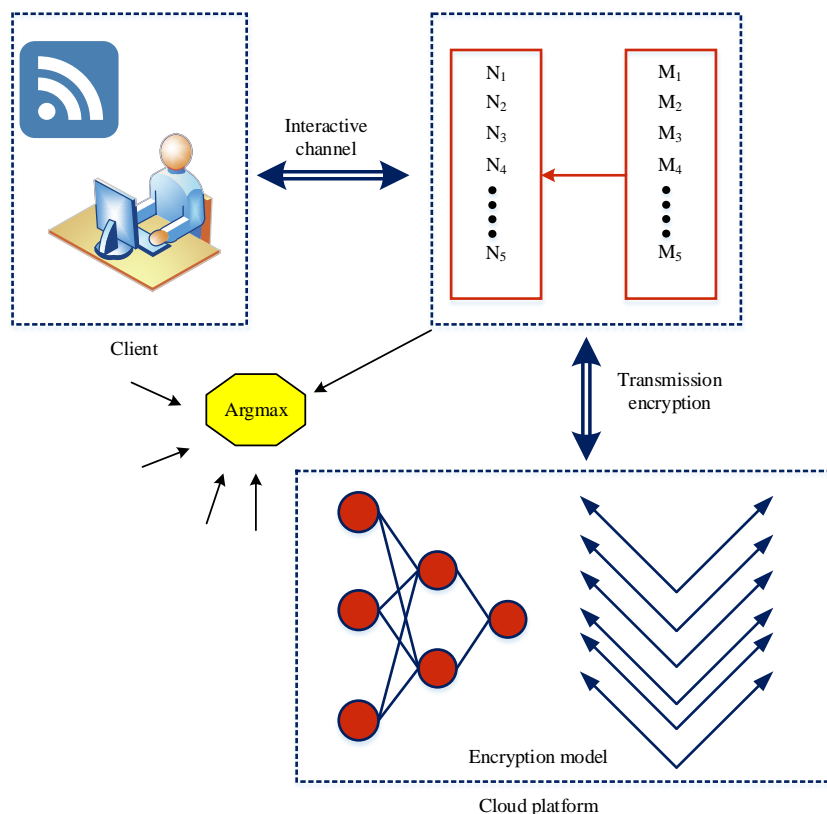 Interactive
channel
N1
N2
N3
N4
N5
M1
M2
M3
M4
M5
Client
Argmax
Transmission
encryption
Encryption model
Cloud platform